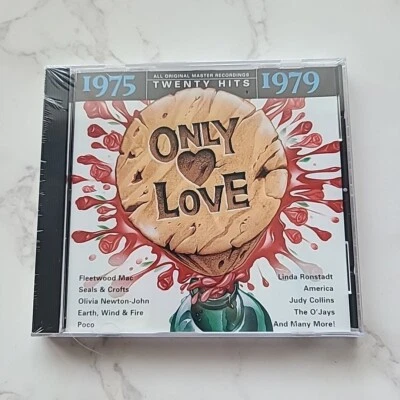 1975
ALL ORIGINAL MASTER RECORDINGS
TWENTY HITS
1979
ONLY
LOVE
Fleetwood Mac
Seals & Crofts
Olivia Newton-John
Earth, Wind & Fire
Poco
Linda Ronstadt
America
Judy Collins
The O'Jays
And Many More!